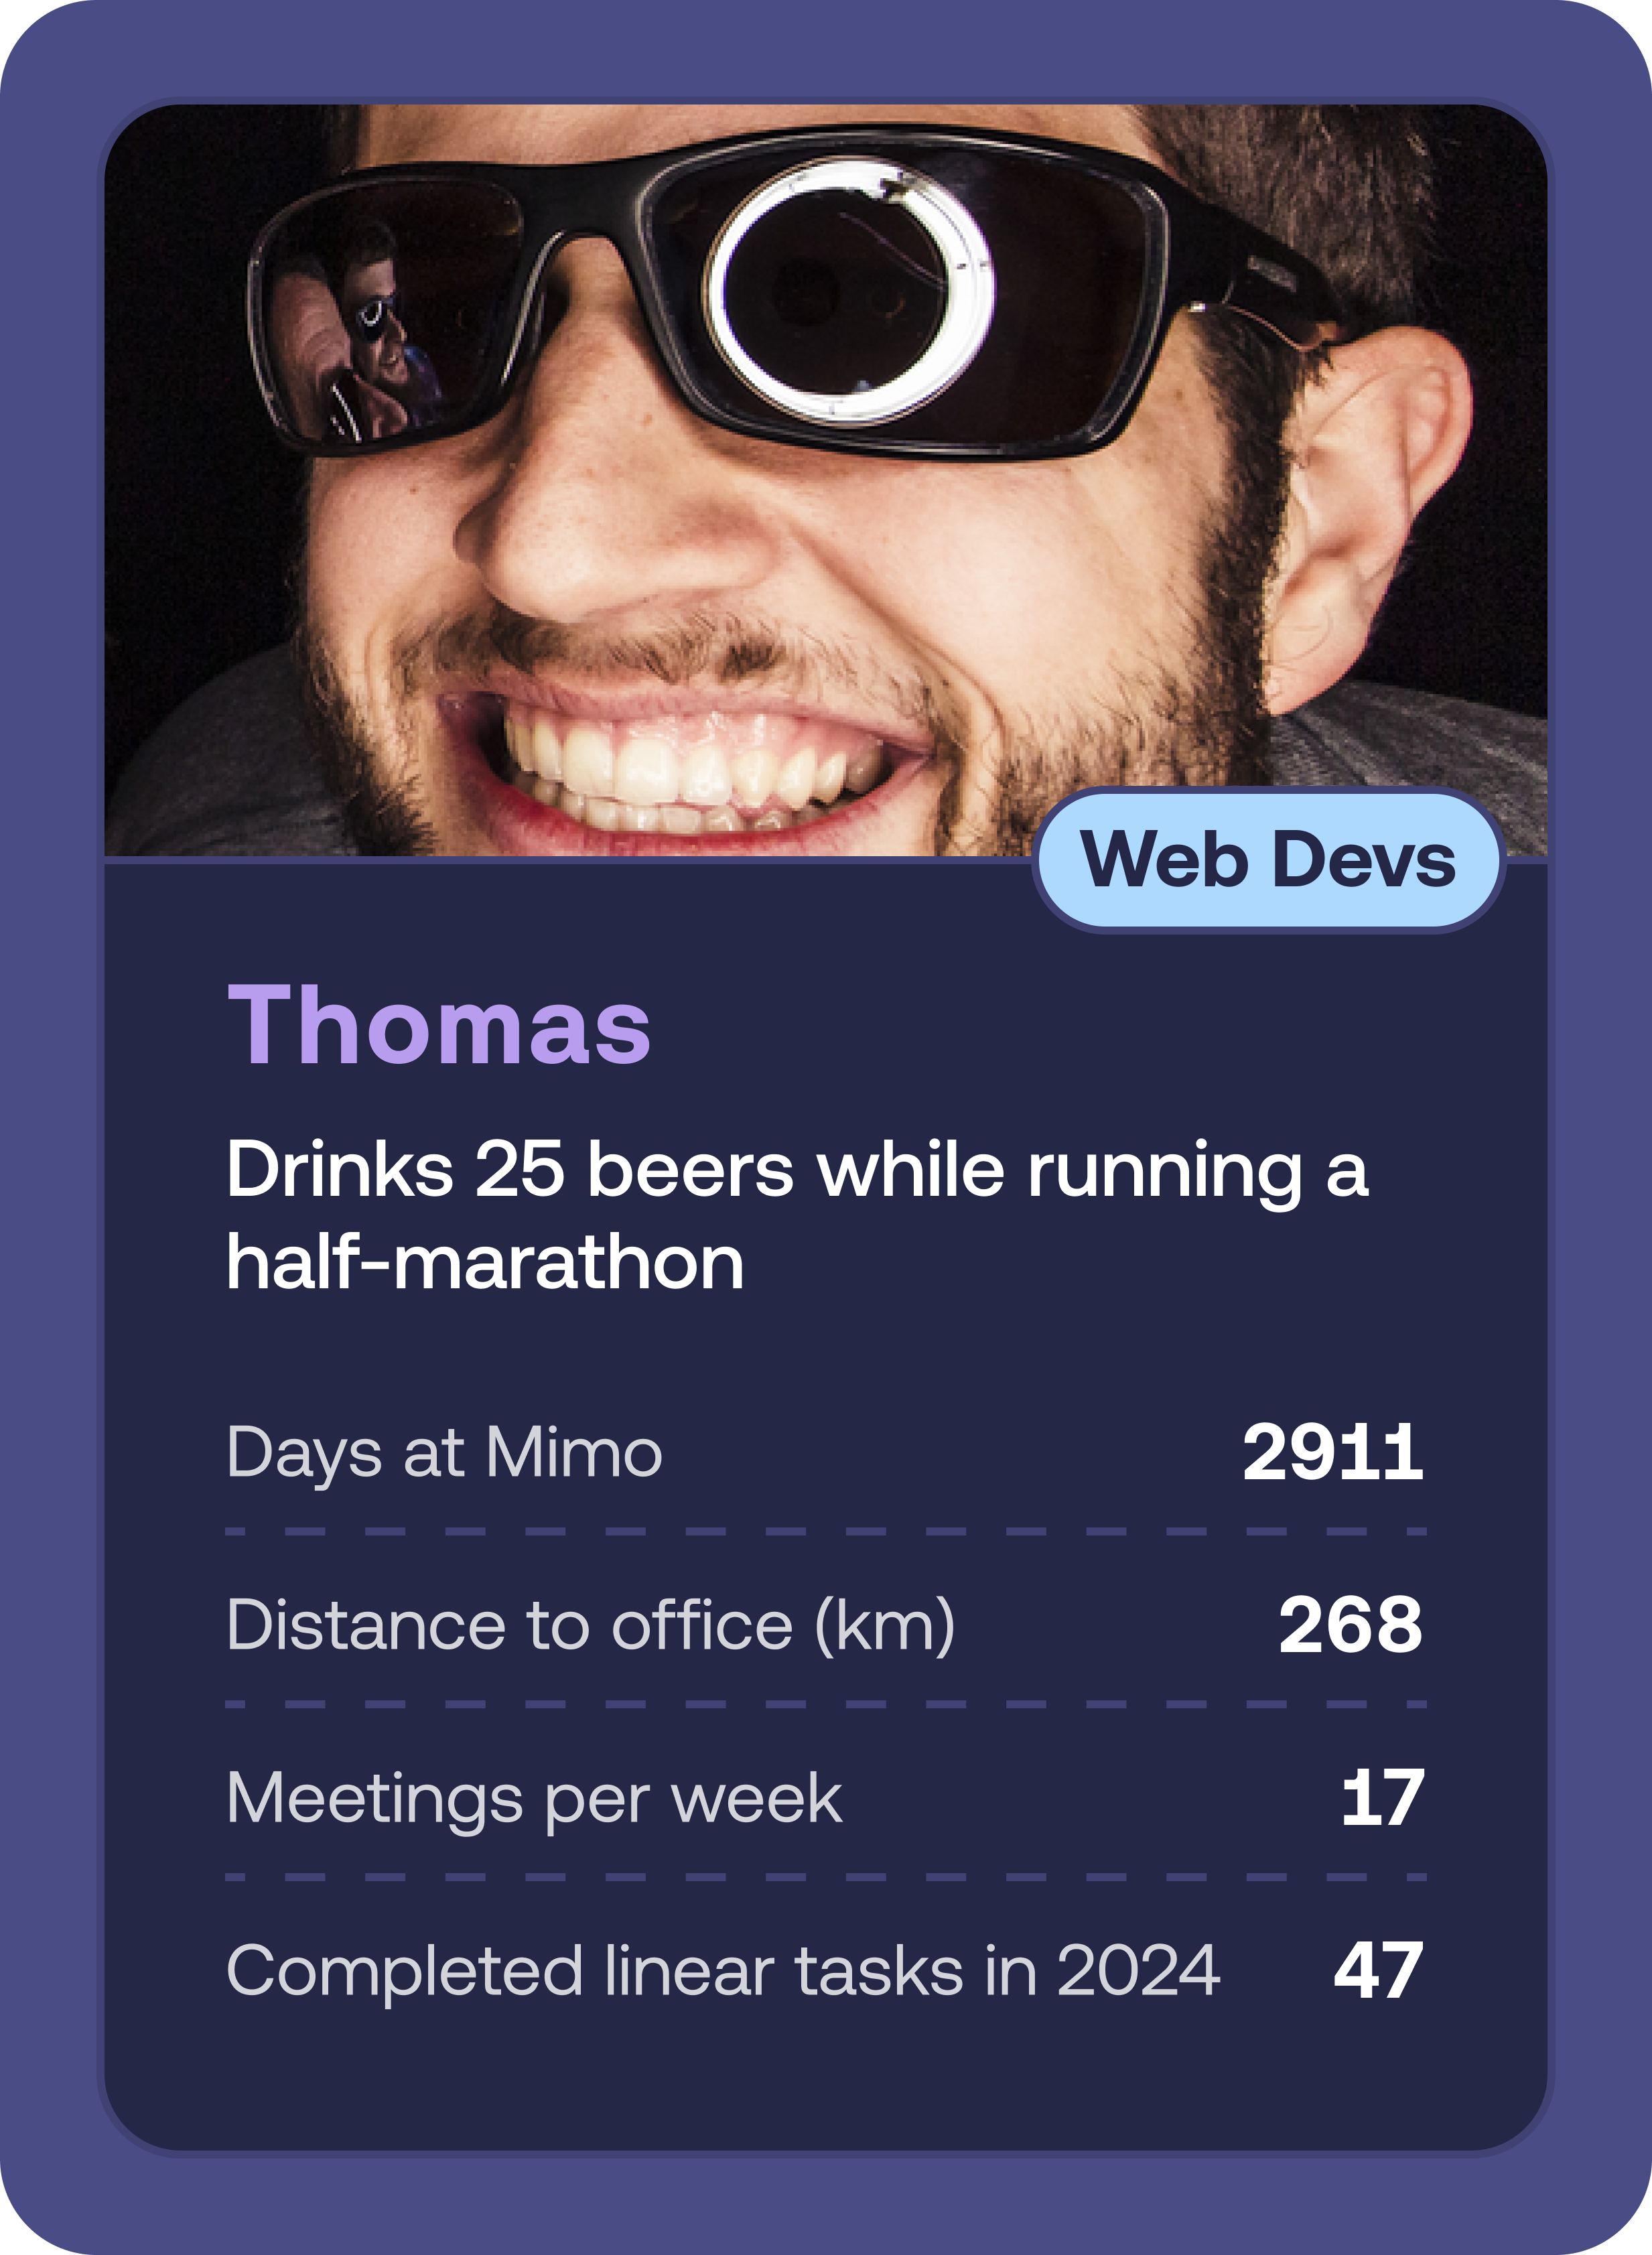 Web Devs
Thomas
Drinks 25 beers while running a
half-marathon
Days at Mimo 2911
Distance to office (km) 268
Meetings per week 17
Completed linear tasks in 2024 47